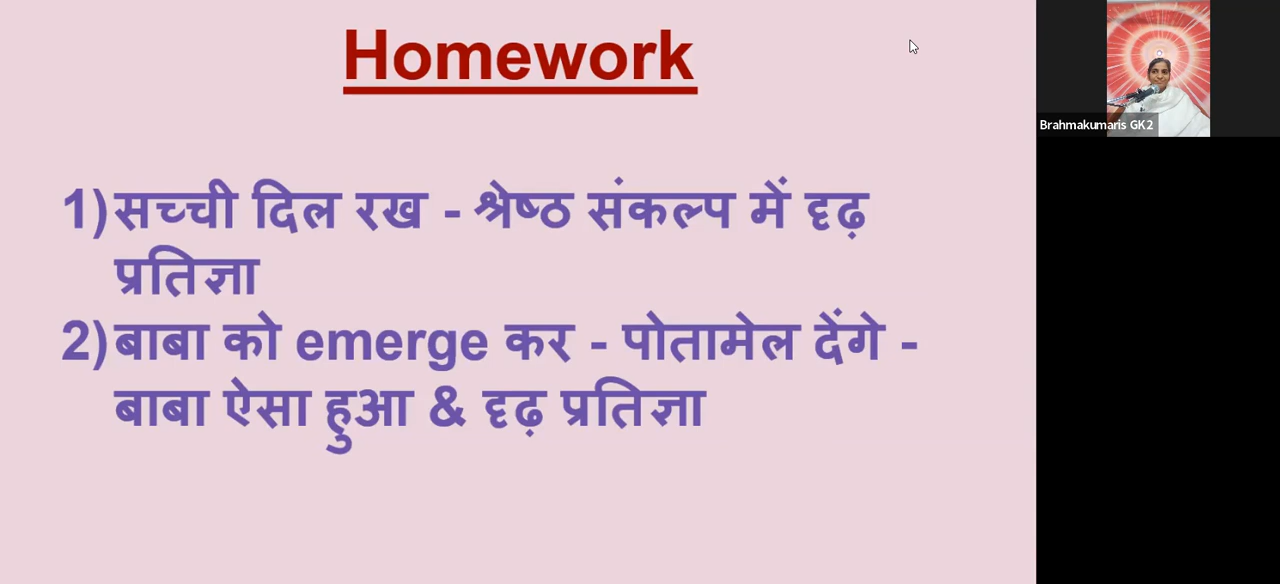 Homework
1) सच्ची दिल रख - श्रेष्ठ संकल्प में दृढ़
प्रतिज्ञा
2) बाबा को emerge कर - पोतामेल देंगे -
बाबा ऐसा हुआ & दृढ़ प्रतिज्ञा
Brahmakumaris GK2